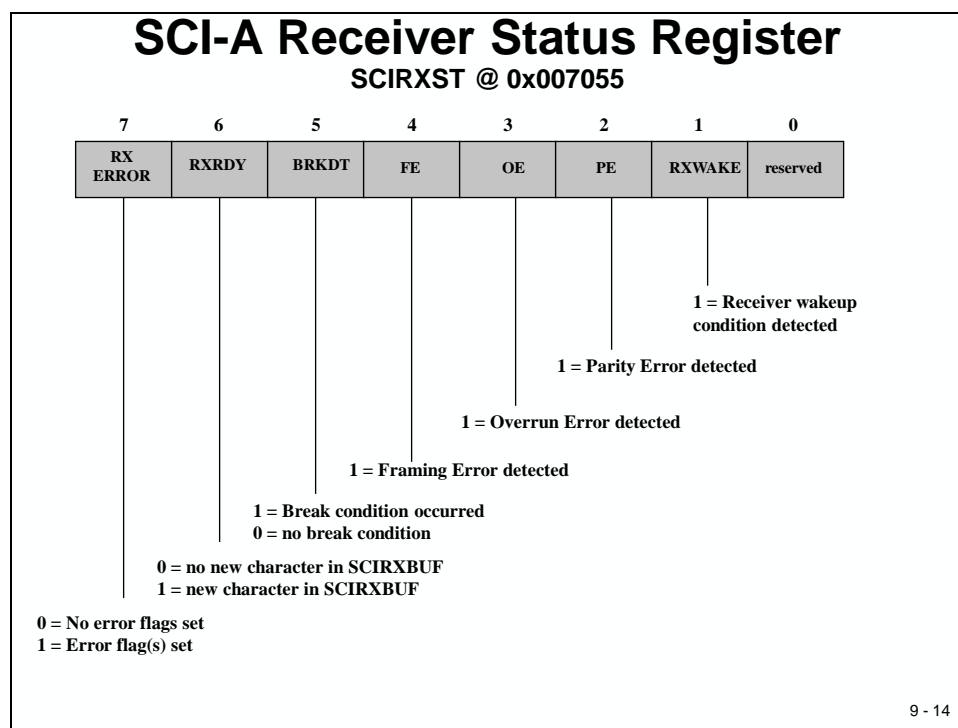 SCI-A Receiver Status Register
SCIRXST @ 0x007055
7 6 5 4 3 2 1 0
RX ERROR RXRDY BRKDT FE OE PE RXWAKE reserved
1 = Receiver wakeup
condition detected
1 = Parity Error detected
1 = Overrun Error detected
1 = Framing Error detected
1 = Break condition occurred
0 = no break condition
0 = no new character in SCIRXBUF
1 = new character in SCIRXBUF
0 = No error flags set
1 = Error flag(s) set
9 - 14